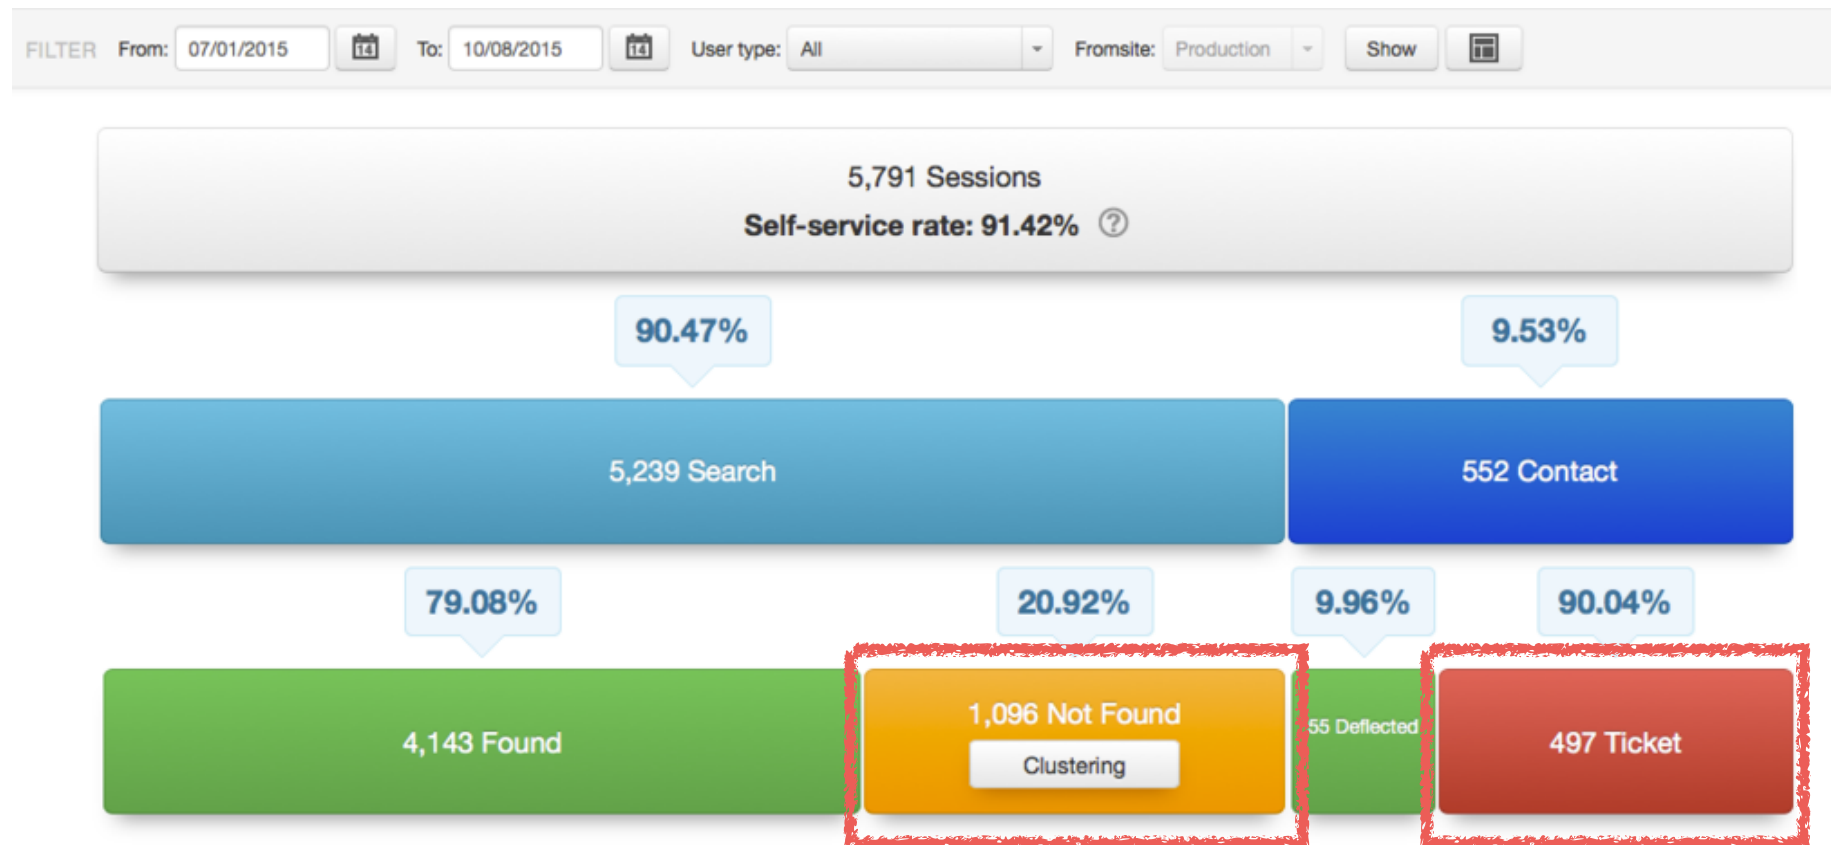 FILTER From: 07/01/2015 14 To: 10/08/2015 14 User type: All Fromsite: Production Show
5,791 Sessions
Self-service rate: 91.42% ?
90.47% 9.53%
5,239 Search 552 Contact
79.08% 20.92% 9.96% 90.04%
4,143 Found 1,096 Not Found 55 Deflected 497 Ticket
Clustering